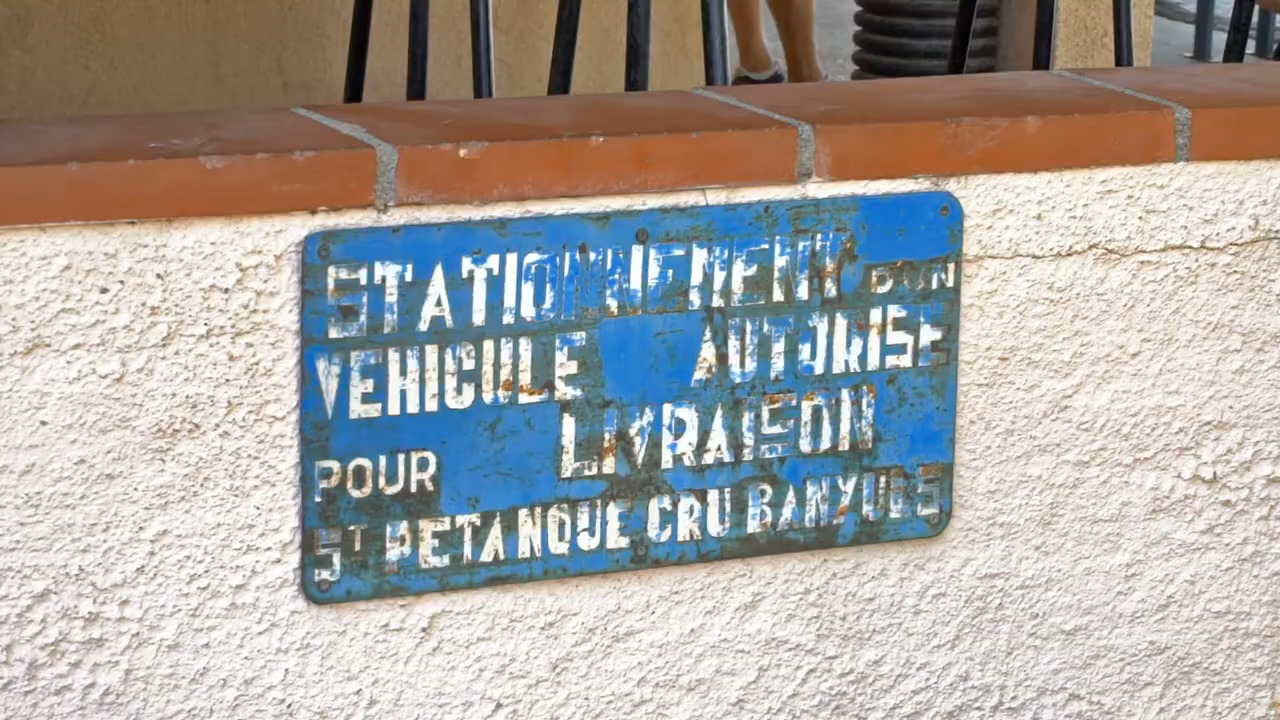 STATIONNEMENT D'UN
VEHICULE AUTORISE
POUR LIVRAISON
ST PETANQUE CRU BANYULS